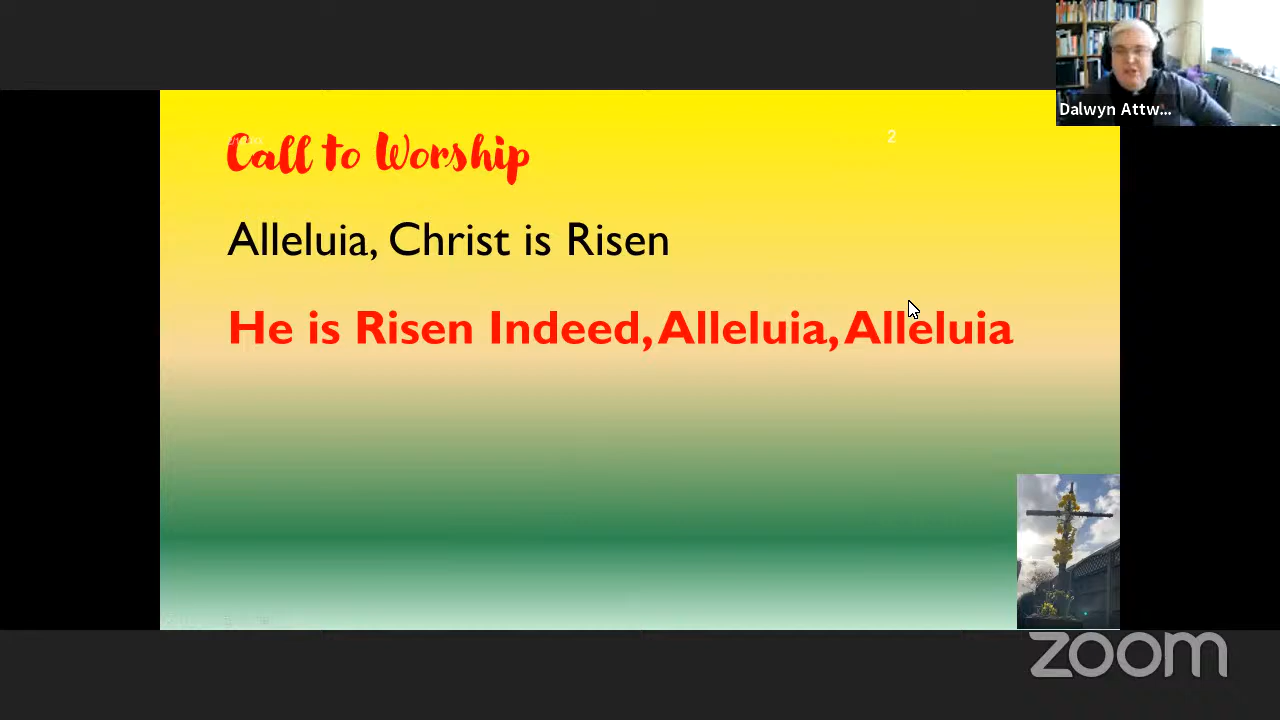 Dalwyn Attw...
Call to Worship
2
Alleluia, Christ is Risen
He is Risen Indeed, Alleluia, Alleluia
zoom